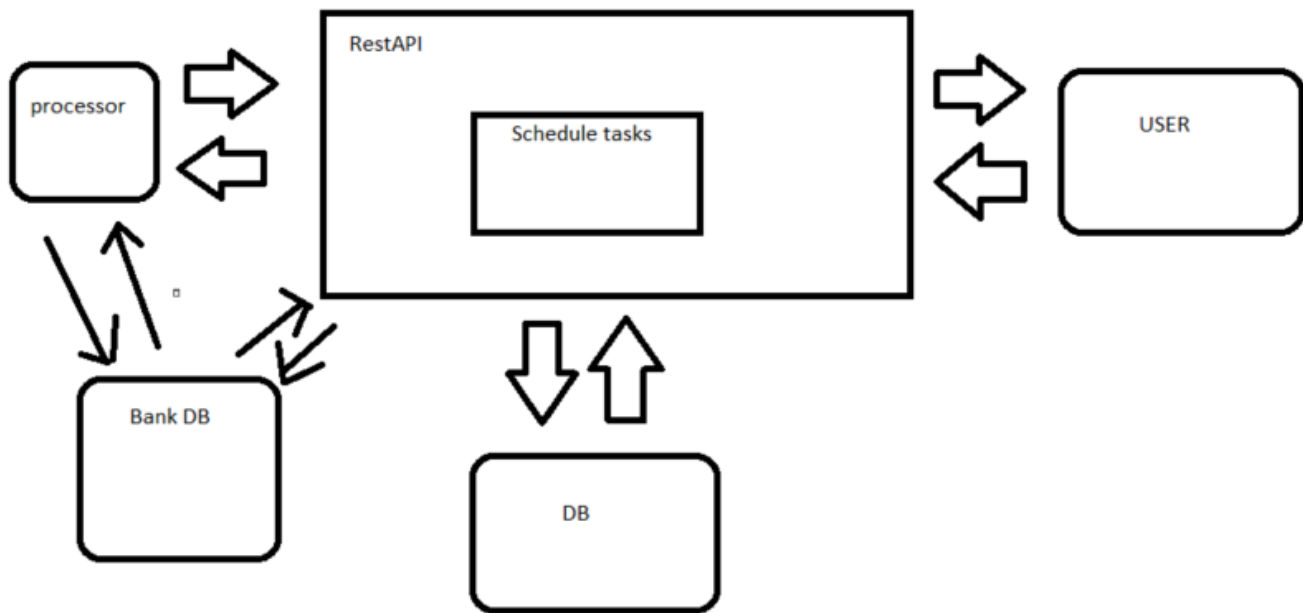 RestAPI
processor
Schedule tasks
USER
Bank DB
DB